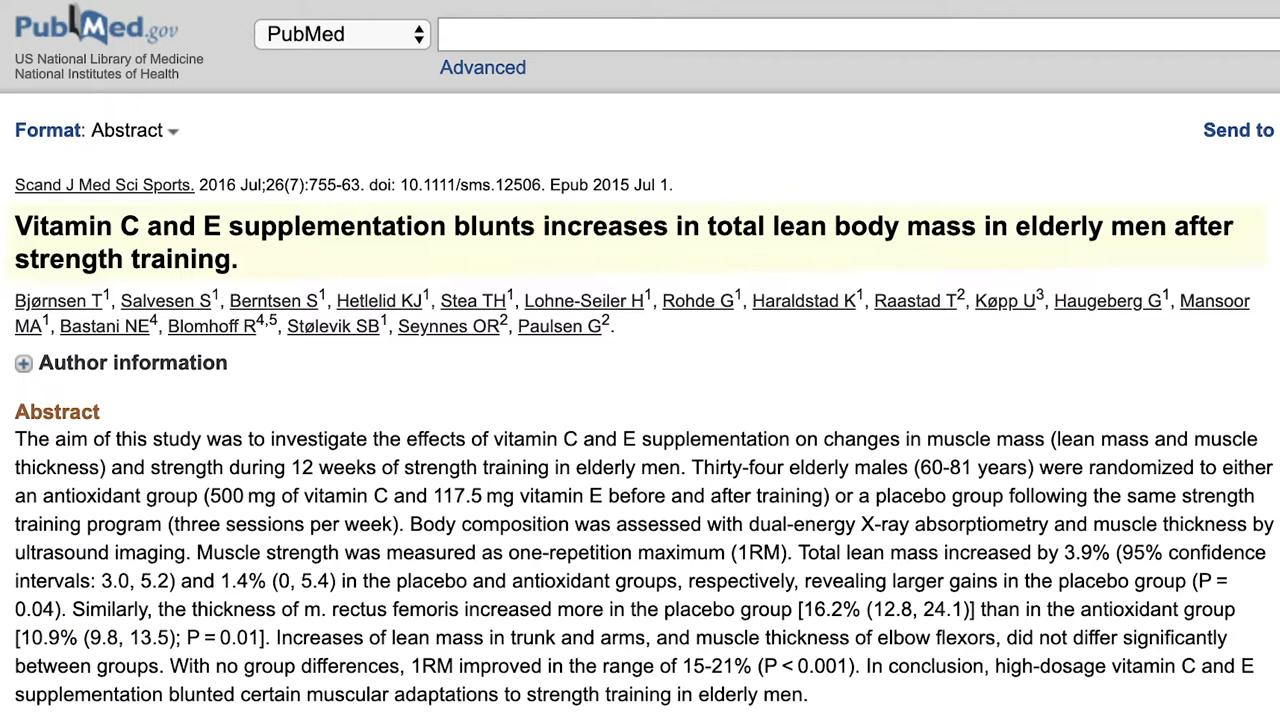 PubMed.gov
US National Library of Medicine
National Institutes of Health
PubMed
Advanced
Format: Abstract
Send to
Scand J Med Sci Sports. 2016 Jul;26(7):755-63. doi: 10.1111/sms.12506. Epub 2015 Jul 1.
Vitamin C and E supplementation blunts increases in total lean body mass in elderly men after
strength training.
Bjørnsen T1, Salvesen S1, Berntsen S1, Hetlelid KJ1, Stea TH1, Lohne-Seiler H1, Rohde G1, Haraldstad K1, Raastad T2, Køpp U3, Haugeberg G1, Mansoor
MA1, Bastani NE4, Blomhoff R4,5, Stølevik SB1, Seynnes OR2, Paulsen G2.
Author information
Abstract
The aim of this study was to investigate the effects of vitamin C and E supplementation on changes in muscle mass (lean mass and muscle
thickness) and strength during 12 weeks of strength training in elderly men. Thirty-four elderly males (60-81 years) were randomized to either
an antioxidant group (500 mg of vitamin C and 117.5 mg vitamin E before and after training) or a placebo group following the same strength
training program (three sessions per week). Body composition was assessed with dual-energy X-ray absorptiometry and muscle thickness by
ultrasound imaging. Muscle strength was measured as one-repetition maximum (1RM). Total lean mass increased by 3.9% (95% confidence
intervals: 3.0, 5.2) and 1.4% (0, 5.4) in the placebo and antioxidant groups, respectively, revealing larger gains in the placebo group (P =
0.04). Similarly, the thickness of m. rectus femoris increased more in the placebo group [16.2% (12.8, 24.1)] than in the antioxidant group
[10.9% (9.8, 13.5); P = 0.01]. Increases of lean mass in trunk and arms, and muscle thickness of elbow flexors, did not differ significantly
between groups. With no group differences, 1RM improved in the range of 15-21% (P < 0.001). In conclusion, high-dosage vitamin C and E
supplementation blunted certain muscular adaptations to strength training in elderly men.